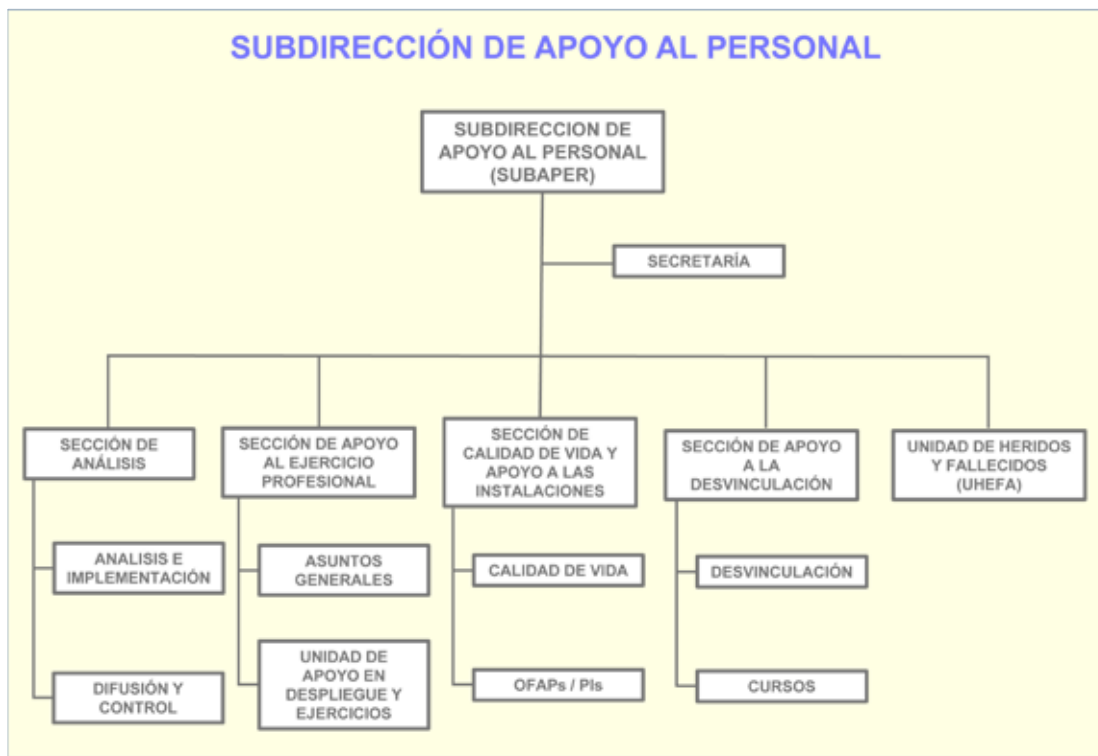 SUBDIRECCIÓN DE APOYO AL PERSONAL
SUBDIRECCION DE
APOYO AL PERSONAL
(SUBAPER)
SECRETARÍA
SECCIÓN DE
ANÁLISIS
SECCIÓN DE APOYO
AL EJERCICIO
PROFESIONAL
SECCIÓN DE
CALIDAD DE VIDA Y
APOYO A LAS
INSTALACIONES
SECCIÓN DE APOYO
A LA
DESVINCULACIÓN
UNIDAD DE HERIDOS
Y FALLECIDOS
(UHEFA)
ANALISIS E
IMPLEMENTACIÓN
ASUNTOS
GENERALES
CALIDAD DE VIDA
DESVINCULACIÓN
DIFUSIÓN Y
CONTROL
UNIDAD DE
APOYO EN
DESPLIEGUE Y
EJERCICIOS
OFAPs / PIs
CURSOS